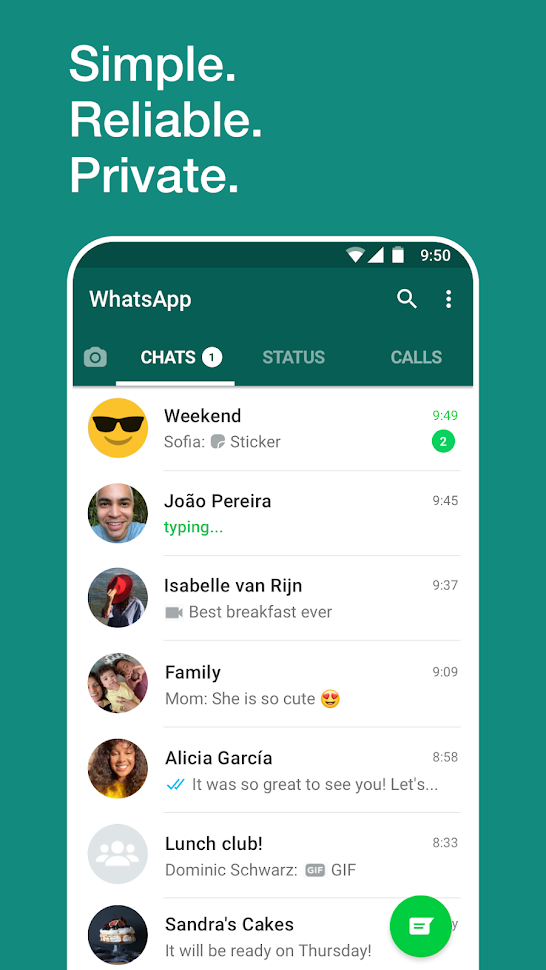 Simple.
Reliable.
Private.
9:50
WhatsApp
CHATS 1 STATUS CALLS
Weekend 9:49
Sofia: Sticker 2
João Pereira 9:45
typing...
Isabelle van Rijn 9:37
Best breakfast ever
Family 9:09
Mom: She is so cute 😍
Alicia García 8:58
It was so great to see you! Let's...
Lunch club! 8:33
Dominic Schwarz: GIF GIF
Sandra's Cakes
It will be ready on Thursday!